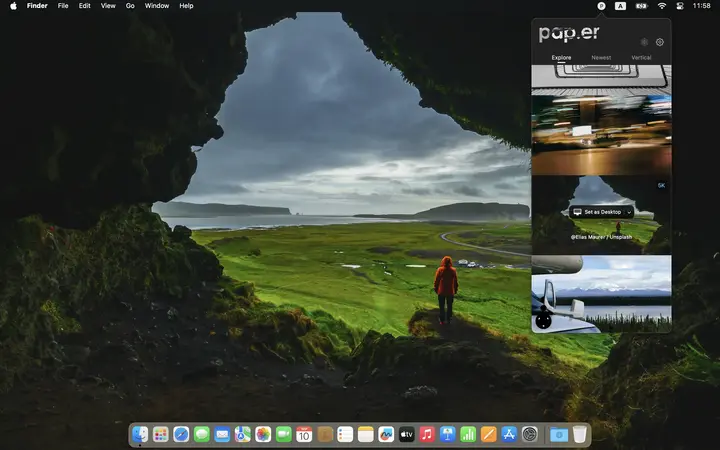 Finder File Edit View Go Window Help
A
11:58
pap.er
Explore Newest Vertical
5K
Set as Desktop
@Elias Maurer / Unsplash
10
tv